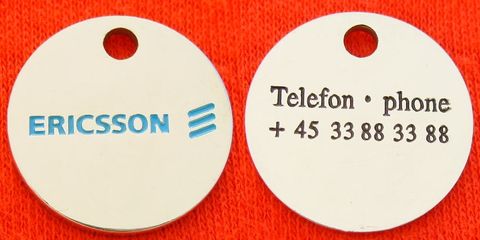 ERICSSON
Telefon • phone
+ 45 33 88 33 88